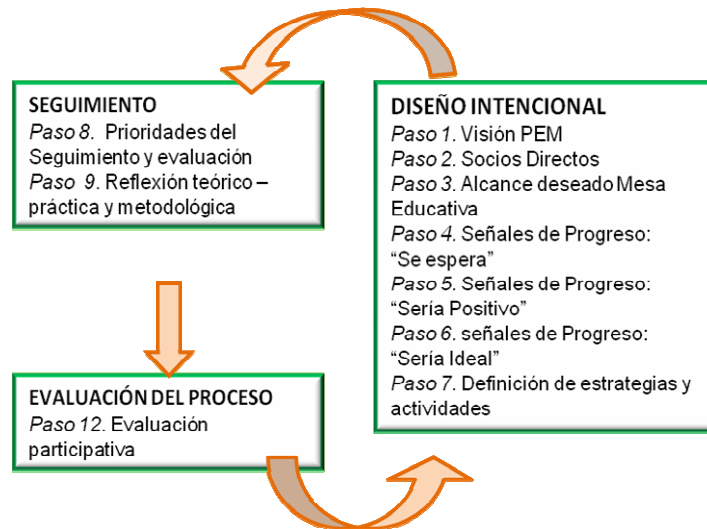 SEGUIMIENTO
Paso 8. Prioridades del
Seguimiento y evaluación
Paso 9. Reflexión teórico –
práctica y metodológica
EVALUACIÓN DEL PROCESO
Paso 12. Evaluación
participativa
DISEÑO INTENCIONAL
Paso 1. Visión PEM
Paso 2. Socios Directos
Paso 3. Alcance deseado Mesa
Educativa
Paso 4. Señales de Progreso:
“Se espera”
Paso 5. Señales de Progreso:
“Sería Positivo”
Paso 6. señales de Progreso:
“Sería Ideal”
Paso 7. Definición de estrategias y
actividades